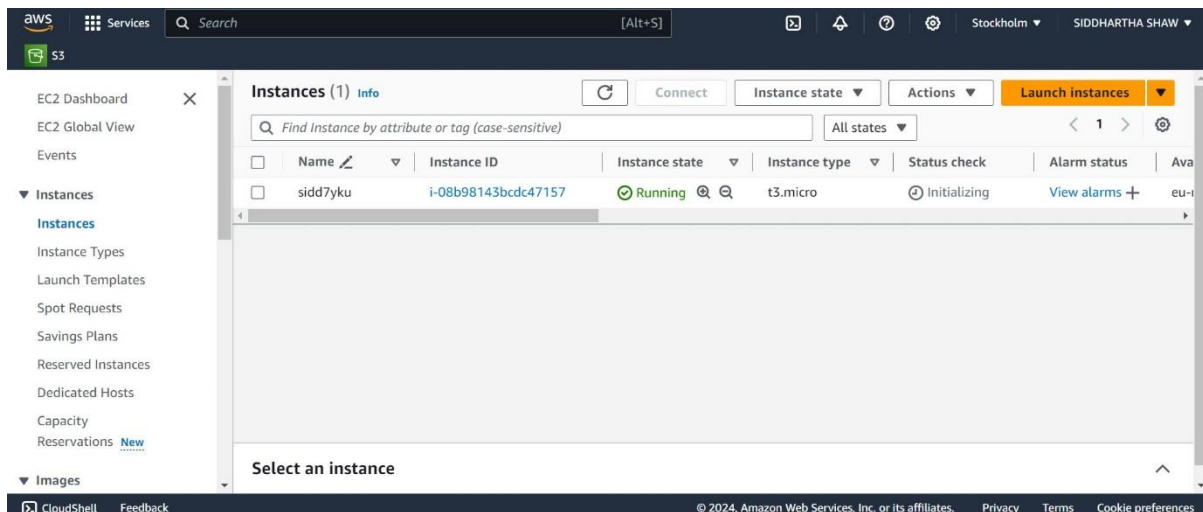 aws Services Search [Alt+S] Stockholm SIDDHARTHA SHAW
S3
EC2 Dashboard
EC2 Global View
Events
Instances
Instances
Instance Types
Launch Templates
Spot Requests
Savings Plans
Reserved Instances
Dedicated Hosts
Capacity
Reservations New
Images
Instances (1) Info Connect Instance state Actions Launch instances
Find Instance by attribute or tag (case-sensitive) All states 1
Name Instance ID Instance state Instance type Status check Alarm status Ava
sidd7yku i-08b98143bcdc47157 Running t3.micro Initializing View alarms + eu-
Select an instance
CloudShell Feedback © 2024, Amazon Web Services, Inc. or its affiliates. Privacy Terms Cookie preferences